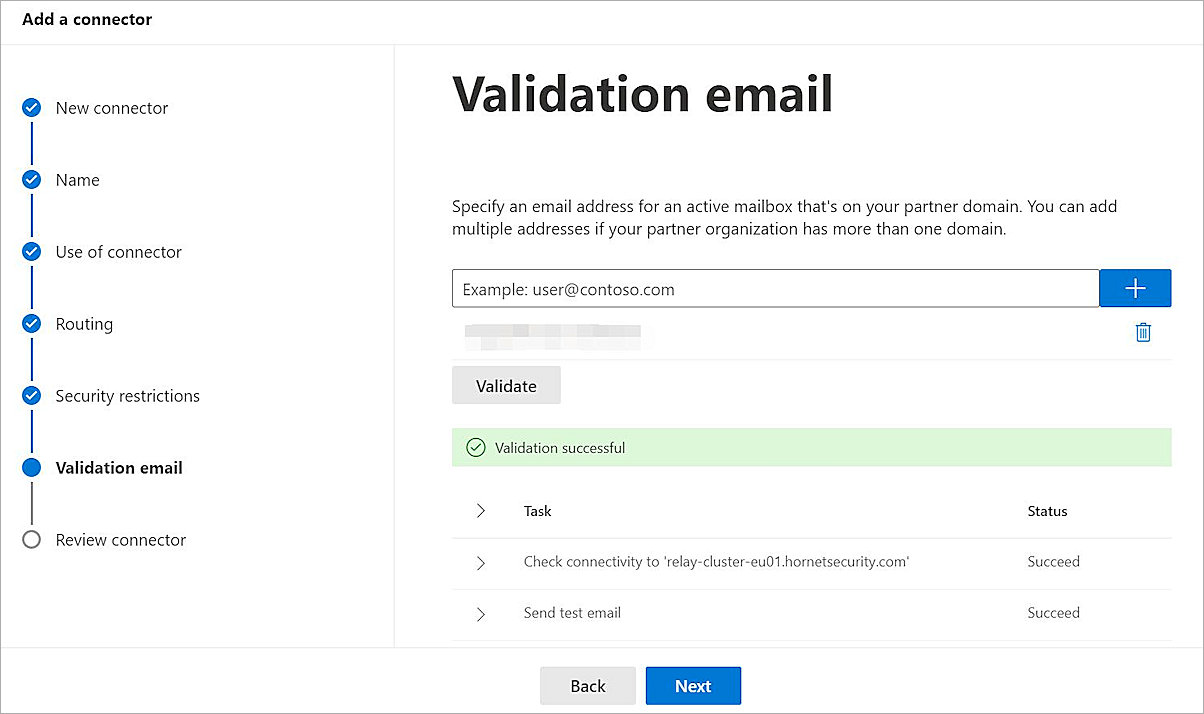 Add a connector
New connector
Name
Use of connector
Routing
Security restrictions
Validation email
Review connector
Validation email
Specify an email address for an active mailbox that's on your partner domain. You can add
multiple addresses if your partner organization has more than one domain.
Example: user@contoso.com
Validate
Validation successful
Task Status
Check connectivity to 'relay-cluster-eu01.hornetsecurity.com' Succeed
Send test email Succeed
Back Next